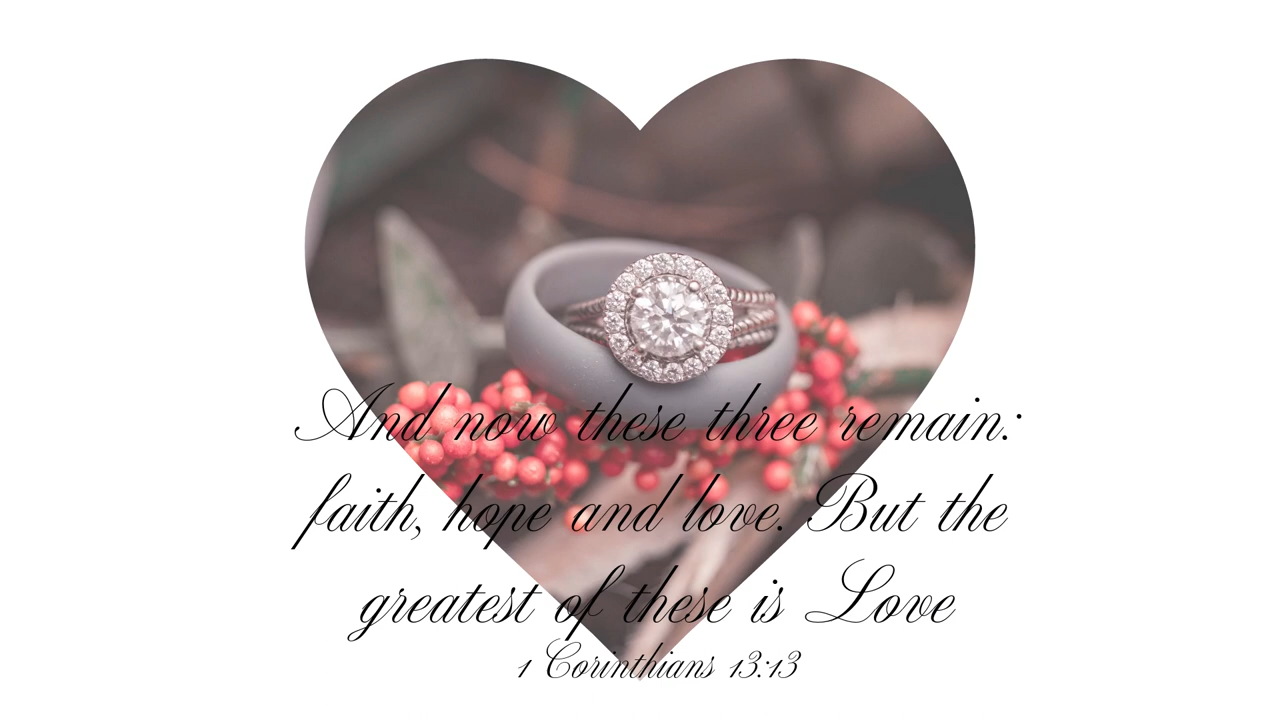 And now these three remain:
faith, hope and love. But the
greatest of these is Love
1 Corinthians 13:13